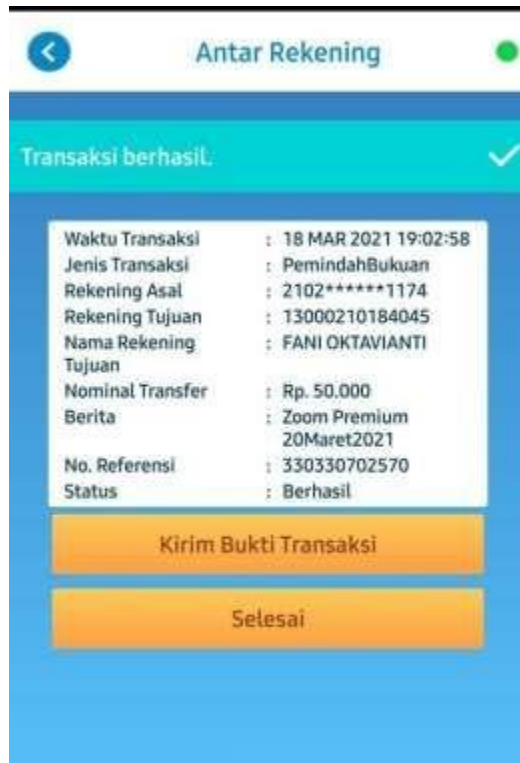 Antar Rekening
Transaksi berhasil.
Waktu Transaksi : 18 MAR 2021 19:02:58
Jenis Transaksi : PemindahBukuan
Rekening Asal : 2102******1174
Rekening Tujuan : 13000210184045
Nama Rekening : FANI OKTAVIANTI
Tujuan
Nominal Transfer : Rp. 50.000
Berita : Zoom Premium
20Maret2021
No. Referensi : 330330702570
Status : Berhasil
Kirim Bukti Transaksi
Selesai